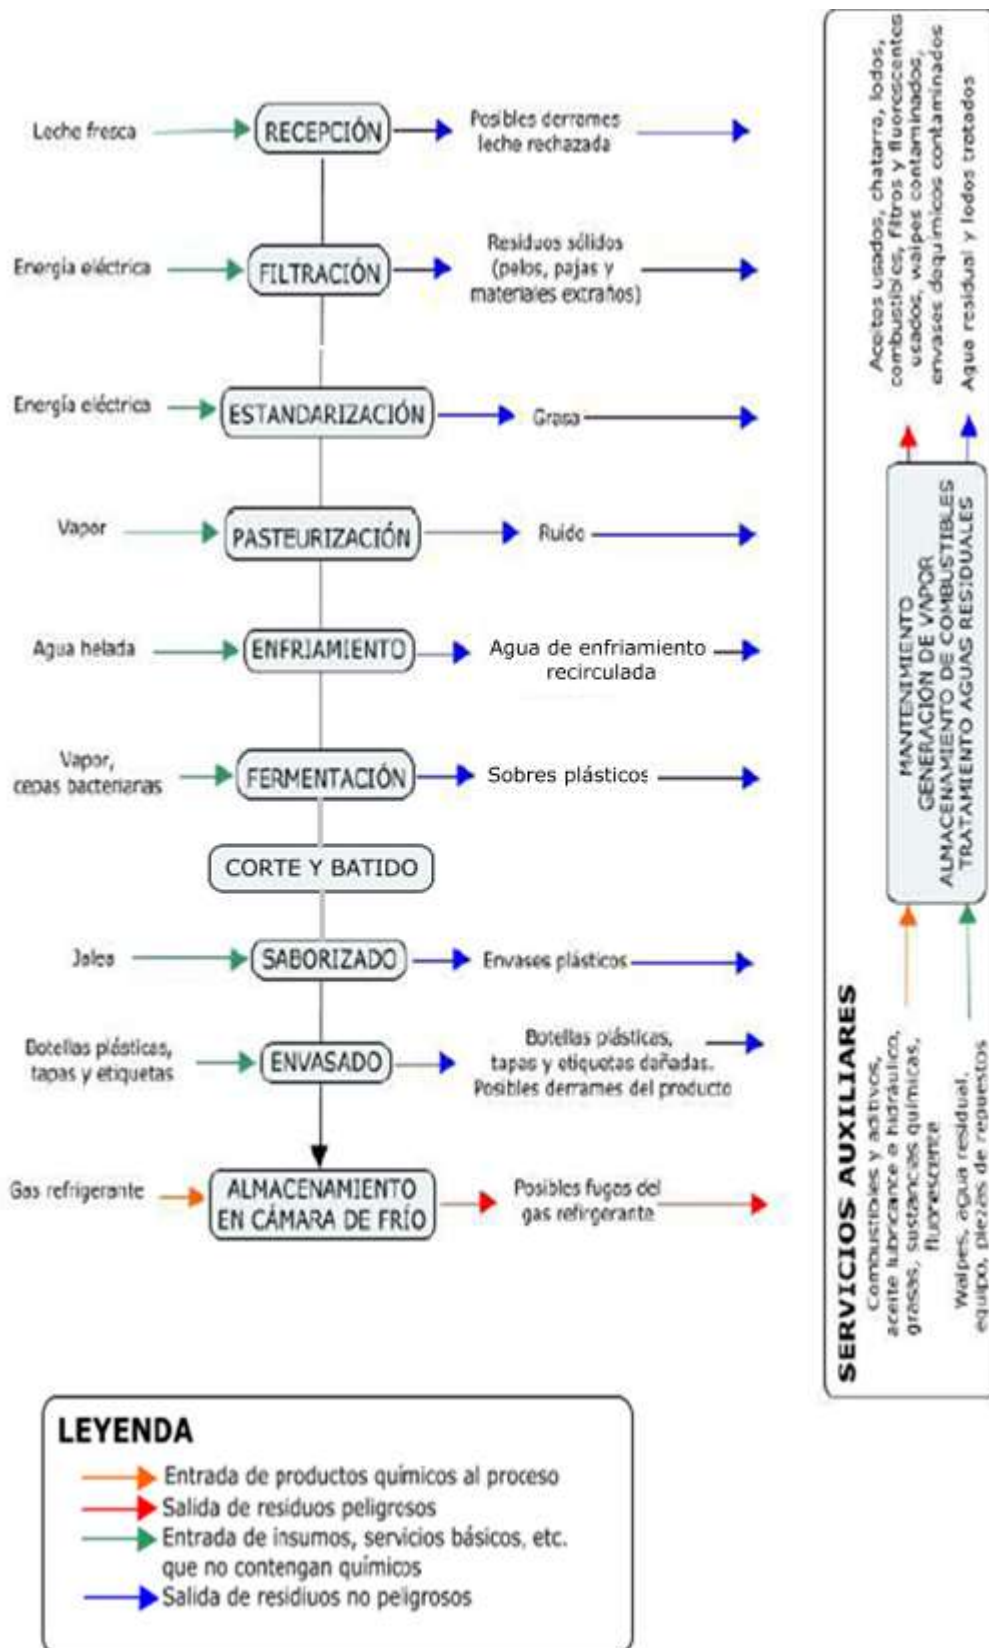 Leche fresca
RECEPCIÓN
Posibles derrames
leche rechazada
Energía eléctrica
FILTRACIÓN
Residuos sólidos
(pelos, pajas y
materiales extraños)
Energía eléctrica
ESTANDARIZACIÓN
Grasa
Vapor
PASTEURIZACIÓN
Ruido
Agua helada
ENFRIAMIENTO
Agua de enfriamiento
recirculada
Vapor,
cepas bacterianas
FERMENTACIÓN
Sobres plásticos
CORTE Y BATIDO
Jalea
SABORIZADO
Envases plásticos
Botellas plásticas,
tapas y etiquetas
ENVASADO
Botellas plásticas,
tapas y etiquetas dañadas.
Posibles derrames del producto
Gas refrigerante
ALMACENAMIENTO
EN CÁMARA DE FRÍO
Posibles fugas del
gas refirgerante
SERVICIOS AUXILIARES
Combustibles y aditivos,
aceite lubricante e hidráulico,
grasas, sustancias químicas,
fluorescente
Waipes, agua residual,
equipo, piezas de repuestos
MANTENIMIENTO
GENERACIÓN DE VAPOR
ALMACENAMIENTO DE COMBUSTIBLES
TRATAMIENTO AGUAS RESIDUALES
Aceites usados, chatarra, lodos,
combustibles, filtros y fluorescentes
usados, waipes contaminados,
envases dequímicos contaminados
Agua residual y lodos tratados
LEYENDA
Entrada de productos químicos al proceso
Salida de residuos peligrosos
Entrada de insumos, servicios básicos, etc.
que no contengan químicos
Salida de residiuos no peligrosos